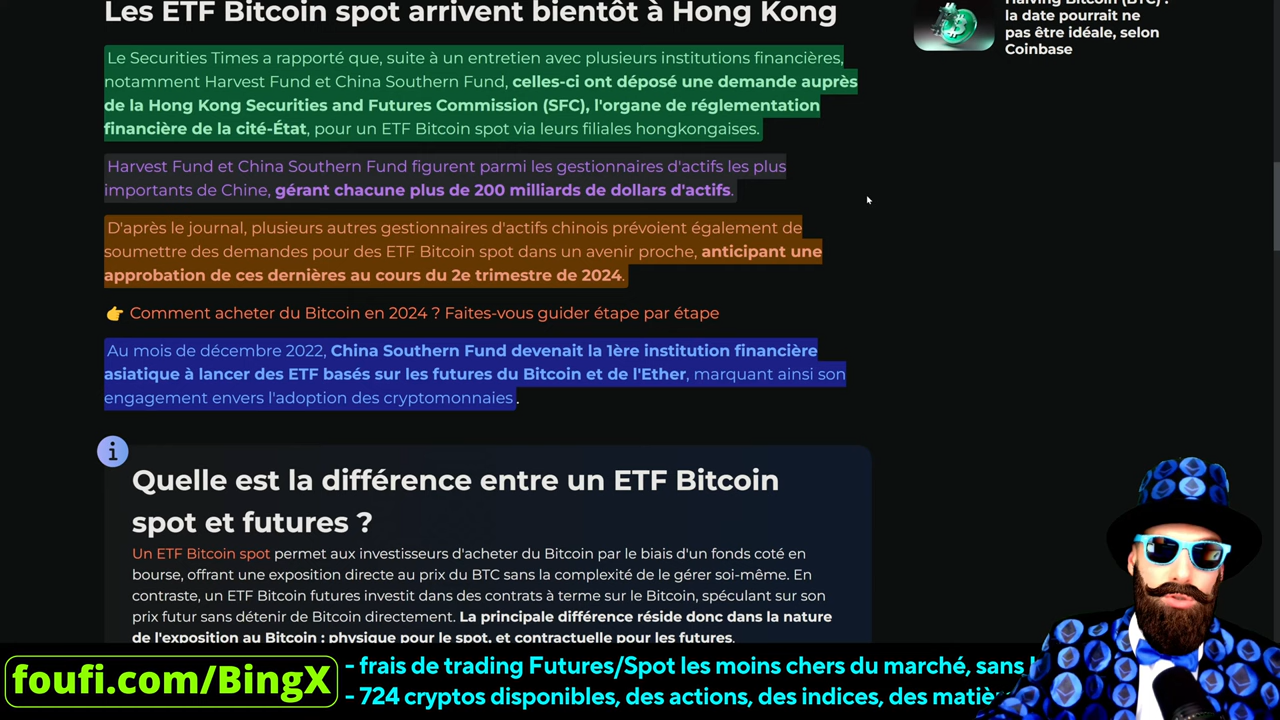 Les ETF Bitcoin spot arrivent bientôt à Hong Kong
Le Securities Times a rapporté que, suite à un entretien avec plusieurs institutions financières,
notamment Harvest Fund et China Southern Fund, celles-ci ont déposé une demande auprès
de la Hong Kong Securities and Futures Commission (SFC), l'organe de réglementation
financière de la cité-État, pour un ETF Bitcoin spot via leurs filiales hongkongaises.
Harvest Fund et China Southern Fund figurent parmi les gestionnaires d'actifs les plus
importants de Chine, gérant chacune plus de 200 milliards de dollars d'actifs.
D'après le journal, plusieurs autres gestionnaires d'actifs chinois prévoient également de
soumettre des demandes pour des ETF Bitcoin spot dans un avenir proche, anticipant une
approbation de ces dernières au cours du 2e trimestre de 2024.
👉 Comment acheter du Bitcoin en 2024 ? Faites-vous guider étape par étape
Au mois de décembre 2022, China Southern Fund devenait la 1ère institution financière
asiatique à lancer des ETF basés sur les futures du Bitcoin et de l'Ether, marquant ainsi son
engagement envers l'adoption des cryptomonnaies.
i
Quelle est la différence entre un ETF Bitcoin
spot et futures ?
Un ETF Bitcoin spot permet aux investisseurs d'acheter du Bitcoin par le biais d'un fonds coté en
bourse, offrant une exposition directe au prix du BTC sans la complexité de le gérer soi-même. En
contraste, un ETF Bitcoin futures investit dans des contrats à terme sur le Bitcoin, spéculant sur son
prix futur sans détenir de Bitcoin directement. La principale différence réside donc dans la nature
de l'exposition au Bitcoin : physique pour le spot, et contractuelle pour les futures.
Halving Bitcoin (BTC) :
la date pourrait ne
pas être idéale, selon
Coinbase
foufi.com/BingX
- frais de trading Futures/Spot les moins chers du marché, sans
- 724 cryptos disponibles, des actions, des indices, des matiè